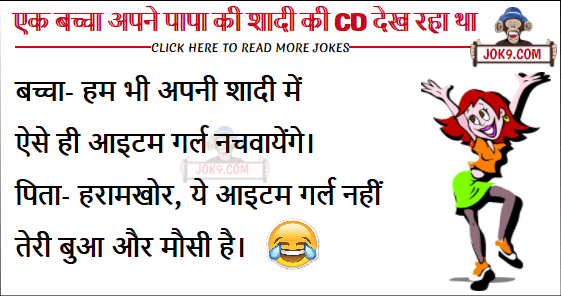 एक बच्चा अपने पापा की शादी की CD देख रहा था
CLICK HERE TO READ MORE JOKES
JOK9.COM
बच्चा- हम भी अपनी शादी में
ऐसे ही आइटम गर्ल नचवायेंगे।
JOK9.COM
पिता- हरामखोर, ये आइटम गर्ल नहीं
तेरी बुआ और मौसी है।